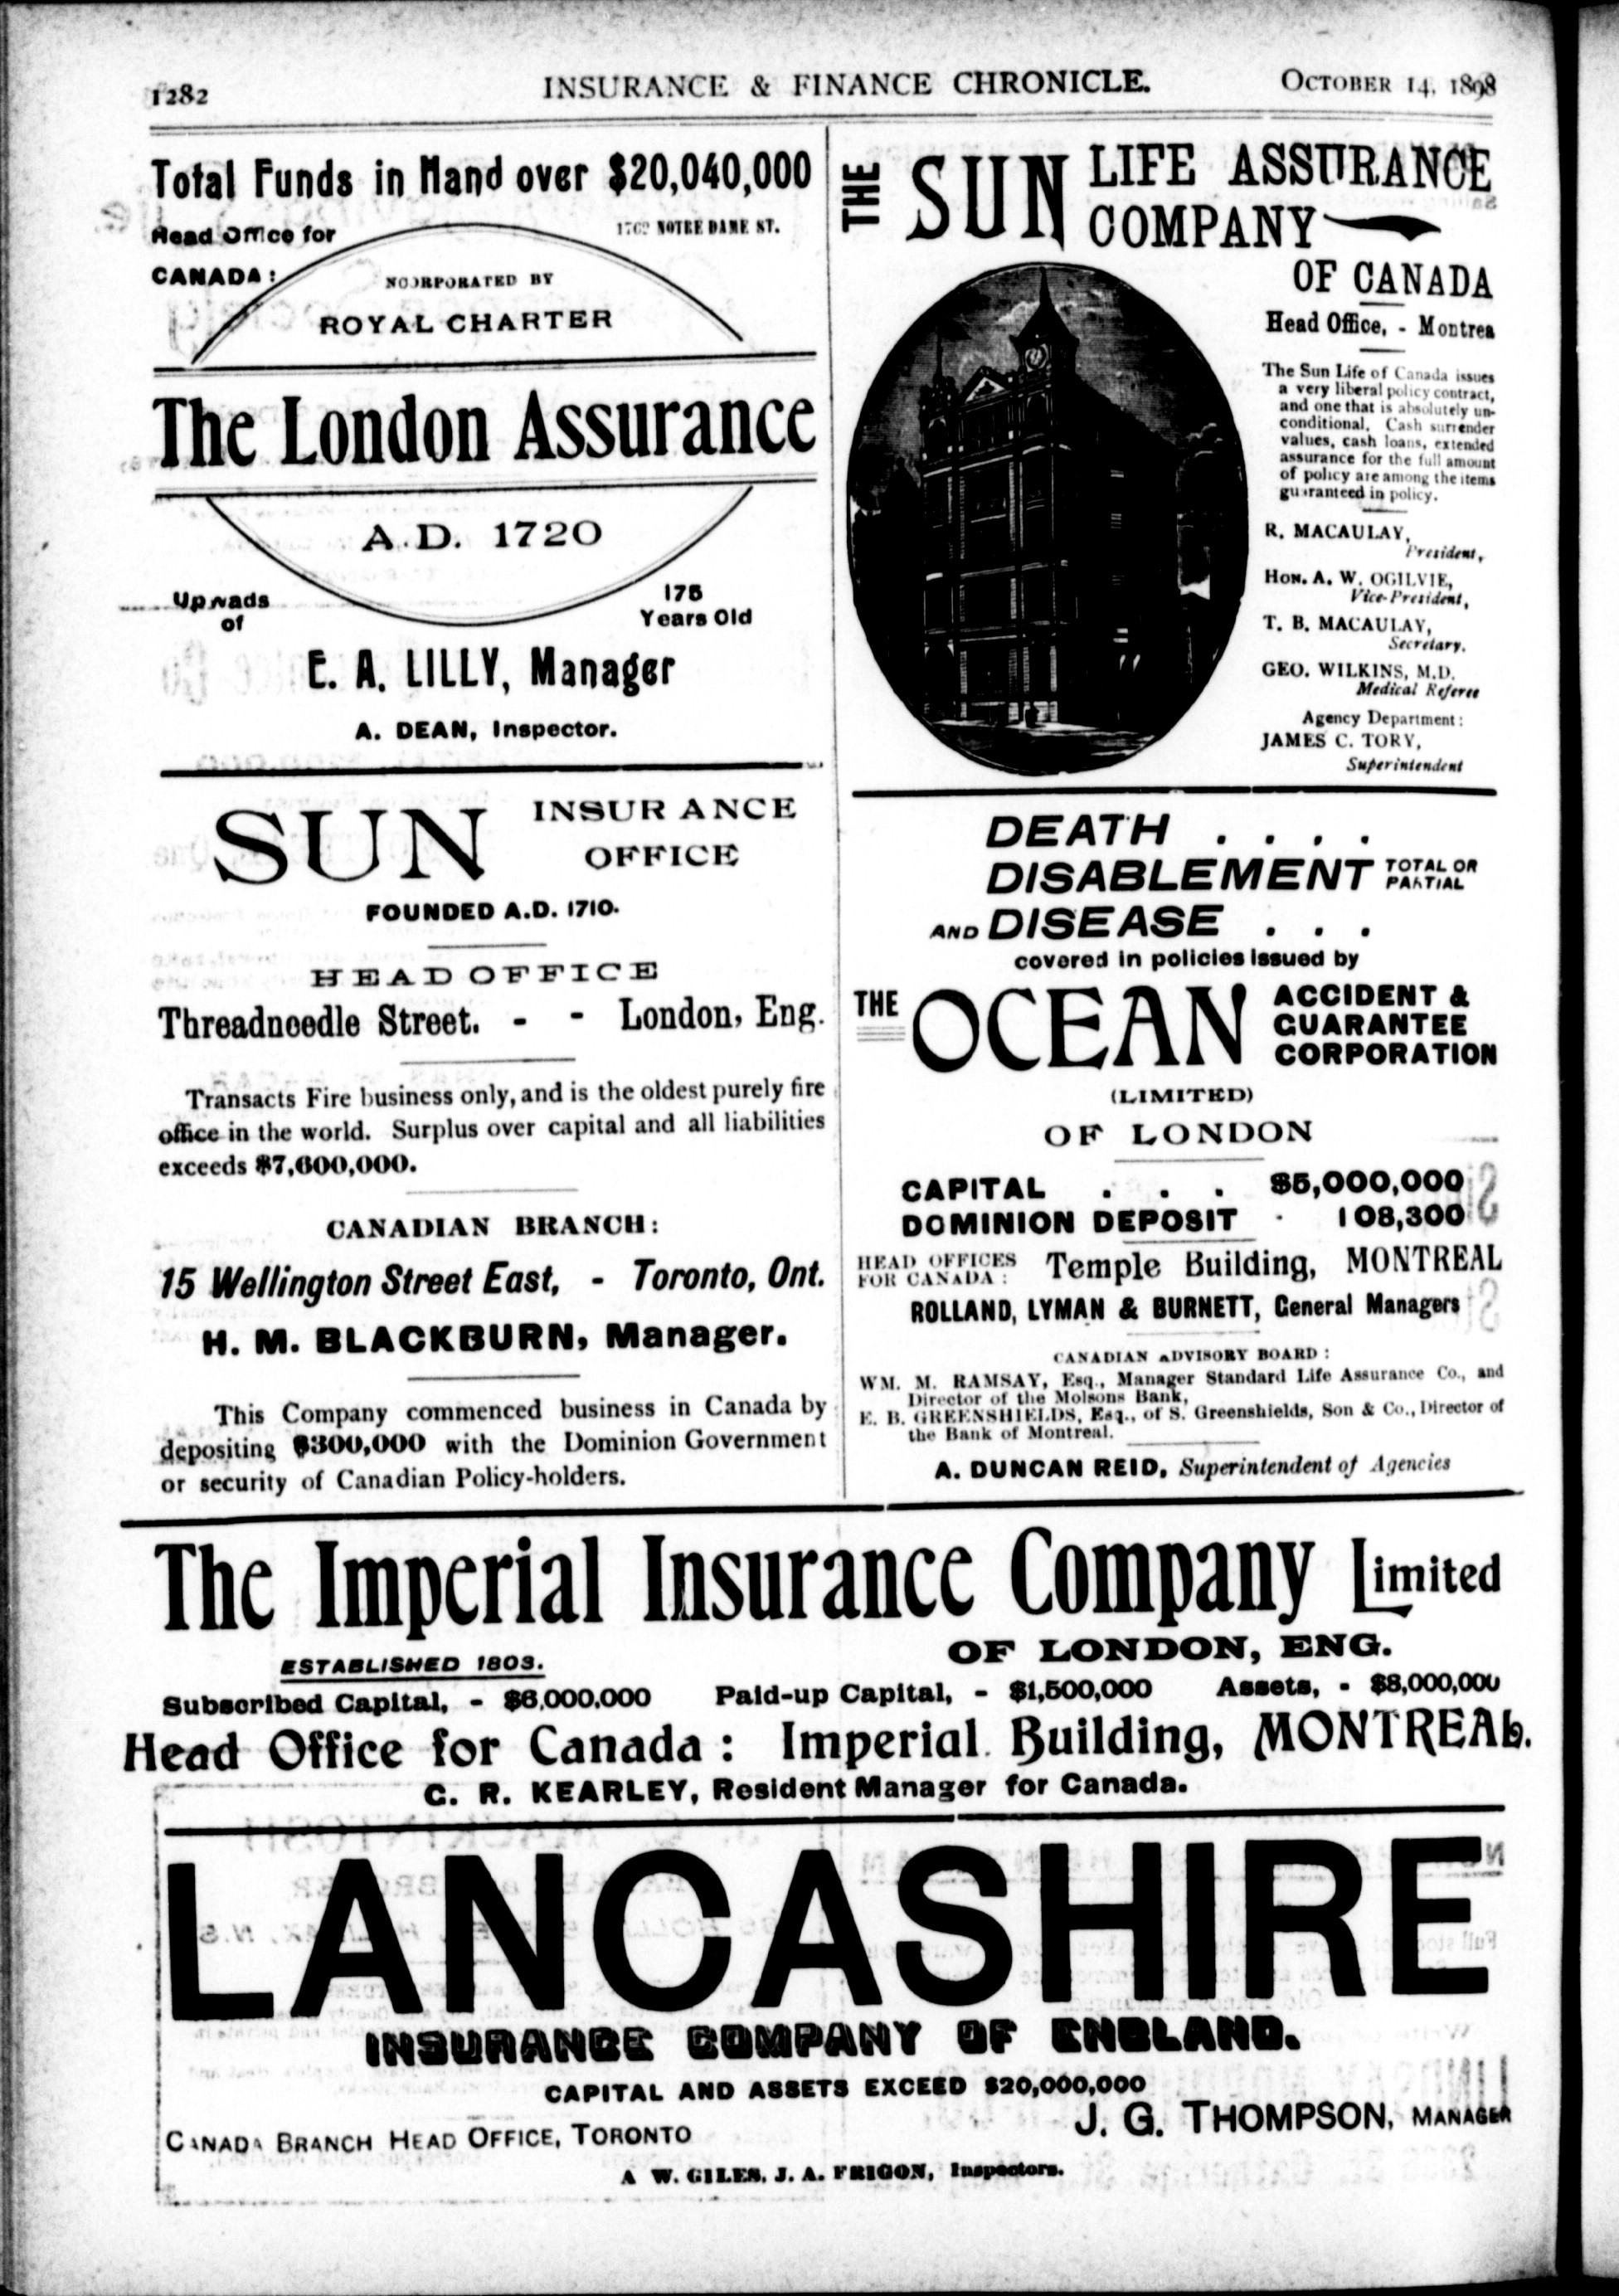 1282
INSURANCE & FINANCE CHRONICLE.
OCTOBER 14, 1898
Total Funds in Hand over $20,040,000
Head Office for
CANADA:
1762 NOTRE DAME ST.
NCORPORATED BY
ROYAL CHARTER
The London Assurance
A.D. 1720
Upwads
of
175
Years Old
E. A. LILLY, Manager
A. DEAN, Inspector.
SUN INSURANCE
OFFICE
FOUNDED A.D. 1710.
HEAD OFFICE
Threadneedle Street. - - London, Eng.
Transacts Fire business only, and is the oldest purely fire
office in the world. Surplus over capital and all liabilities
exceeds $7,600,000.
CANADIAN BRANCH:
15 Wellington Street East, - Toronto, Ont.
H. M. BLACKBURN, Manager.
This Company commenced business in Canada by
depositing $300,000 with the Dominion Government
or security of Canadian Policy-holders.
THE SUN LIFE ASSURANCE
COMPANY
OF CANADA
Head Office, - Montrea
The Sun Life of Canada issues
a very liberal policy contract,
and one that is absolutely un-
conditional. Cash surrender
values, cash loans, extended
assurance for the full amount
of policy are among the items
guaranteed in policy.
R. MACAULAY,
President,
HON. A. W. OGILVIE,
Vice-President,
T. B. MACAULAY,
Secretary.
GEO. WILKINS, M.D.
Medical Referee
Agency Department:
JAMES C. TORY,
Superintendent
DEATH . . . .
DISABLEMENT TOTAL OR
PARTIAL
AND DISEASE . . .
covered in policies issued by
THE OCEAN ACCIDENT &
GUARANTEE
CORPORATION
(LIMITED)
OF LONDON
CAPITAL . . . $5,000,000
DOMINION DEPOSIT - 108,300
HEAD OFFICES
FOR CANADA: Temple Building, MONTREAL
ROLLAND, LYMAN & BURNETT, General Managers
CANADIAN ADVISORY BOARD:
WM. M. RAMSAY, Esq., Manager Standard Life Assurance Co., and
Director of the Molsons Bank,
E. B. GREENSHIELDS, Esq., of S. Greenshields, Son & Co., Director of
the Bank of Montreal.
A. DUNCAN REID, Superintendent of Agencies
The Imperial Insurance Company Limited
OF LONDON, ENG.
ESTABLISHED 1803.
Subscribed Capital, - $6,000,000 Paid-up Capital, - $1,500,000 Assets, - $8,000,000
Head Office for Canada: Imperial Building, MONTREAL.
C. R. KEARLEY, Resident Manager for Canada.
LANCASHIRE
INSURANCE COMPANY OF ENGLAND.
CAPITAL AND ASSETS EXCEED $20,000,000
CANADA BRANCH HEAD OFFICE, TORONTO
J. G. THOMPSON, MANAGER
A W. GILES, J. A. FRIGON, Inspectors.